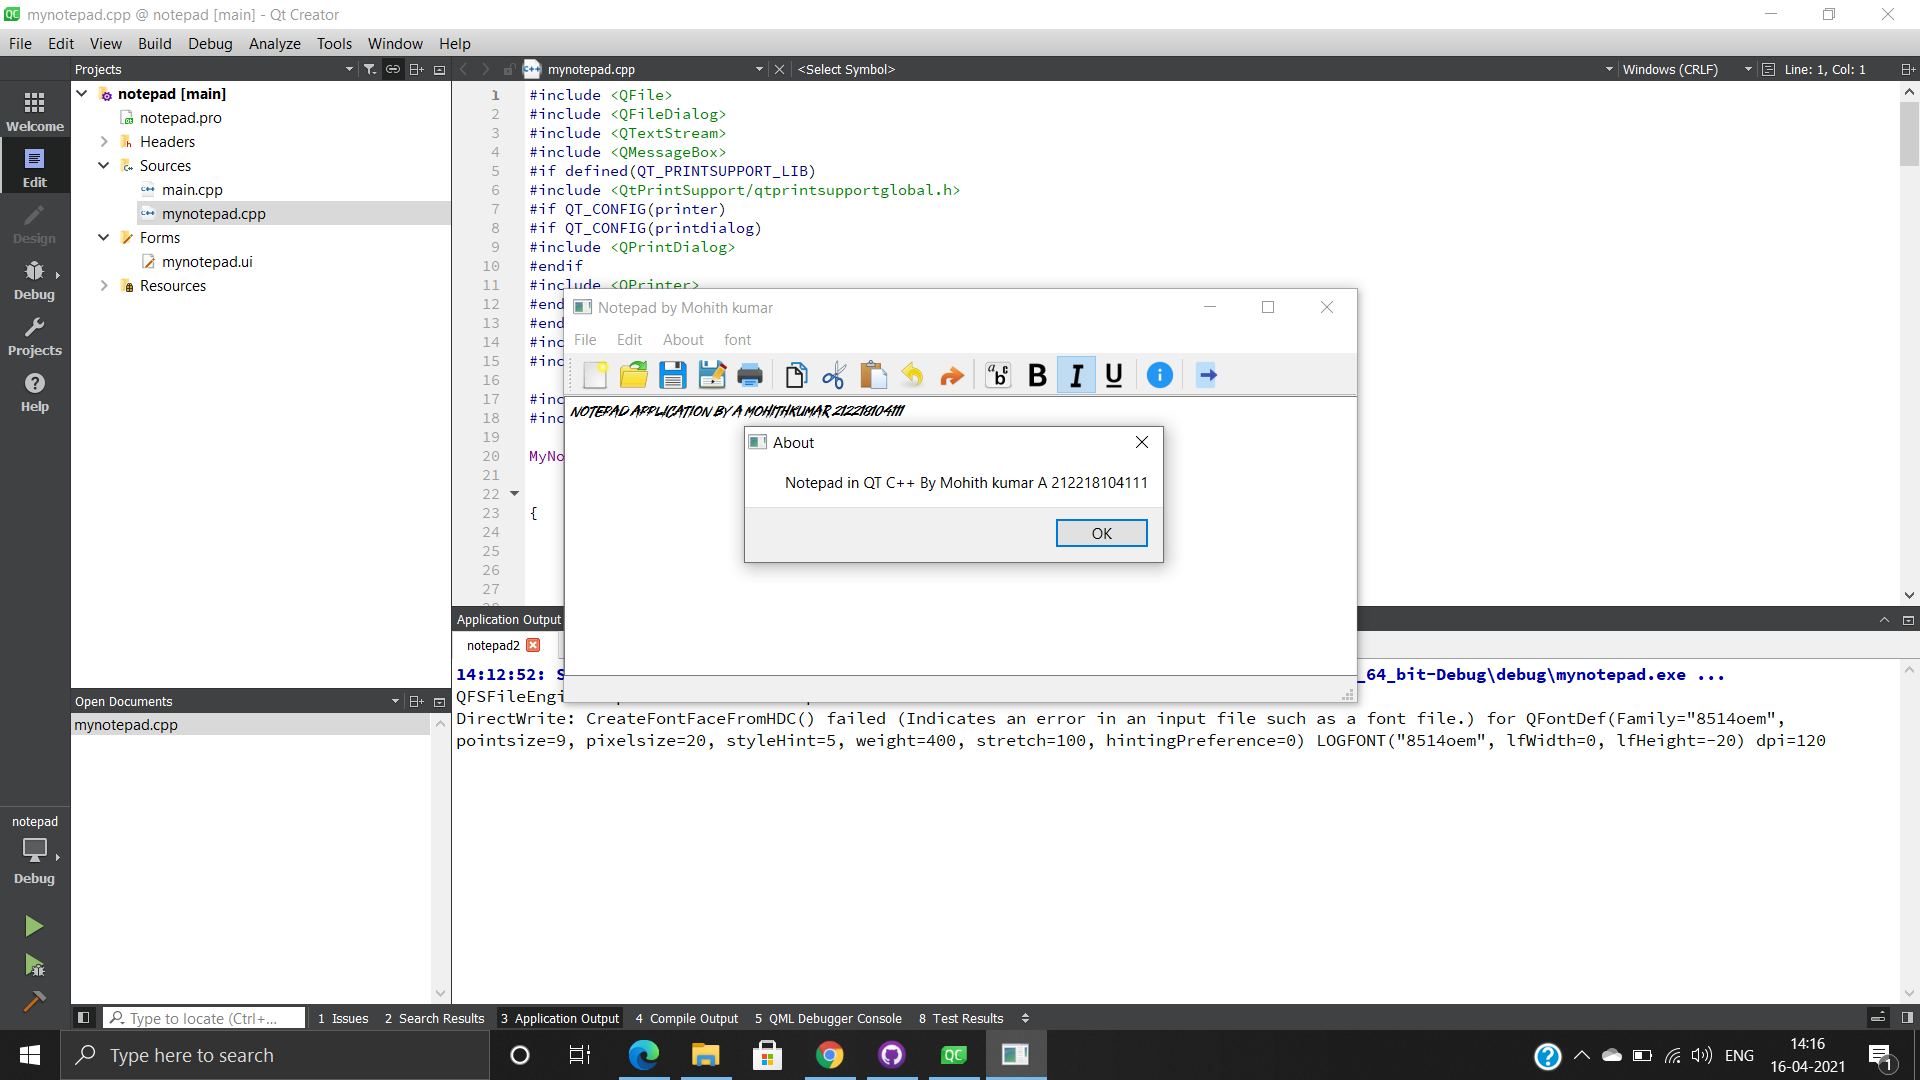 mynotepad.cpp @ notepad [main] - Qt Creator
File Edit View Build Debug Analyze Tools Window Help
Projects
mynotepad.cpp
<Select Symbol>
Windows (CRLF)
Line: 1, Col: 1
Welcome
Edit
Design
Debug
Projects
Help
notepad
Debug
notepad [main]
notepad.pro
Headers
Sources
main.cpp
mynotepad.cpp
Forms
mynotepad.ui
Resources
Open Documents
mynotepad.cpp
1 #include <QFile>
2 #include <QFileDialog>
3 #include <QTextStream>
4 #include <QMessageBox>
5 #if defined(QT_PRINTSUPPORT_LIB)
6 #include <QtPrintSupport/qtprintsupportglobal.h>
7 #if QT_CONFIG(printer)
8 #if QT_CONFIG(printdialog)
9 #include <QPrintDialog>
10 #endif
11 #include <QPrinter>
12 #end
13 #end
14 #inc
15 #inc
16
17 #inc
18 #inc
19
20 MyNo
21
22
23 {
24
25
26
27
Notepad by Mohith kumar
File Edit About font
abc B I U
NOTEPAD APPLICATION BY A MOHITHKUMAR 212218104111
About
Notepad in QT C++ By Mohith kumar A 212218104111
OK
Application Output
notepad2
14:12:52: S _64_bit-Debug\debug\mynotepad.exe ...
QFSFileEngi
DirectWrite: CreateFontFaceFromHDC() failed (Indicates an error in an input file such as a font file.) for QFontDef(Family="8514oem",
pointsize=9, pixelsize=20, styleHint=5, weight=400, stretch=100, hintingPreference=0) LOGFONT("8514oem", lfWidth=0, lfHeight=-20) dpi=120
Type to locate (Ctrl+...
1 Issues 2 Search Results 3 Application Output 4 Compile Output 5 QML Debugger Console 8 Test Results
Type here to search
QC
ENG
14:16
16-04-2021
1